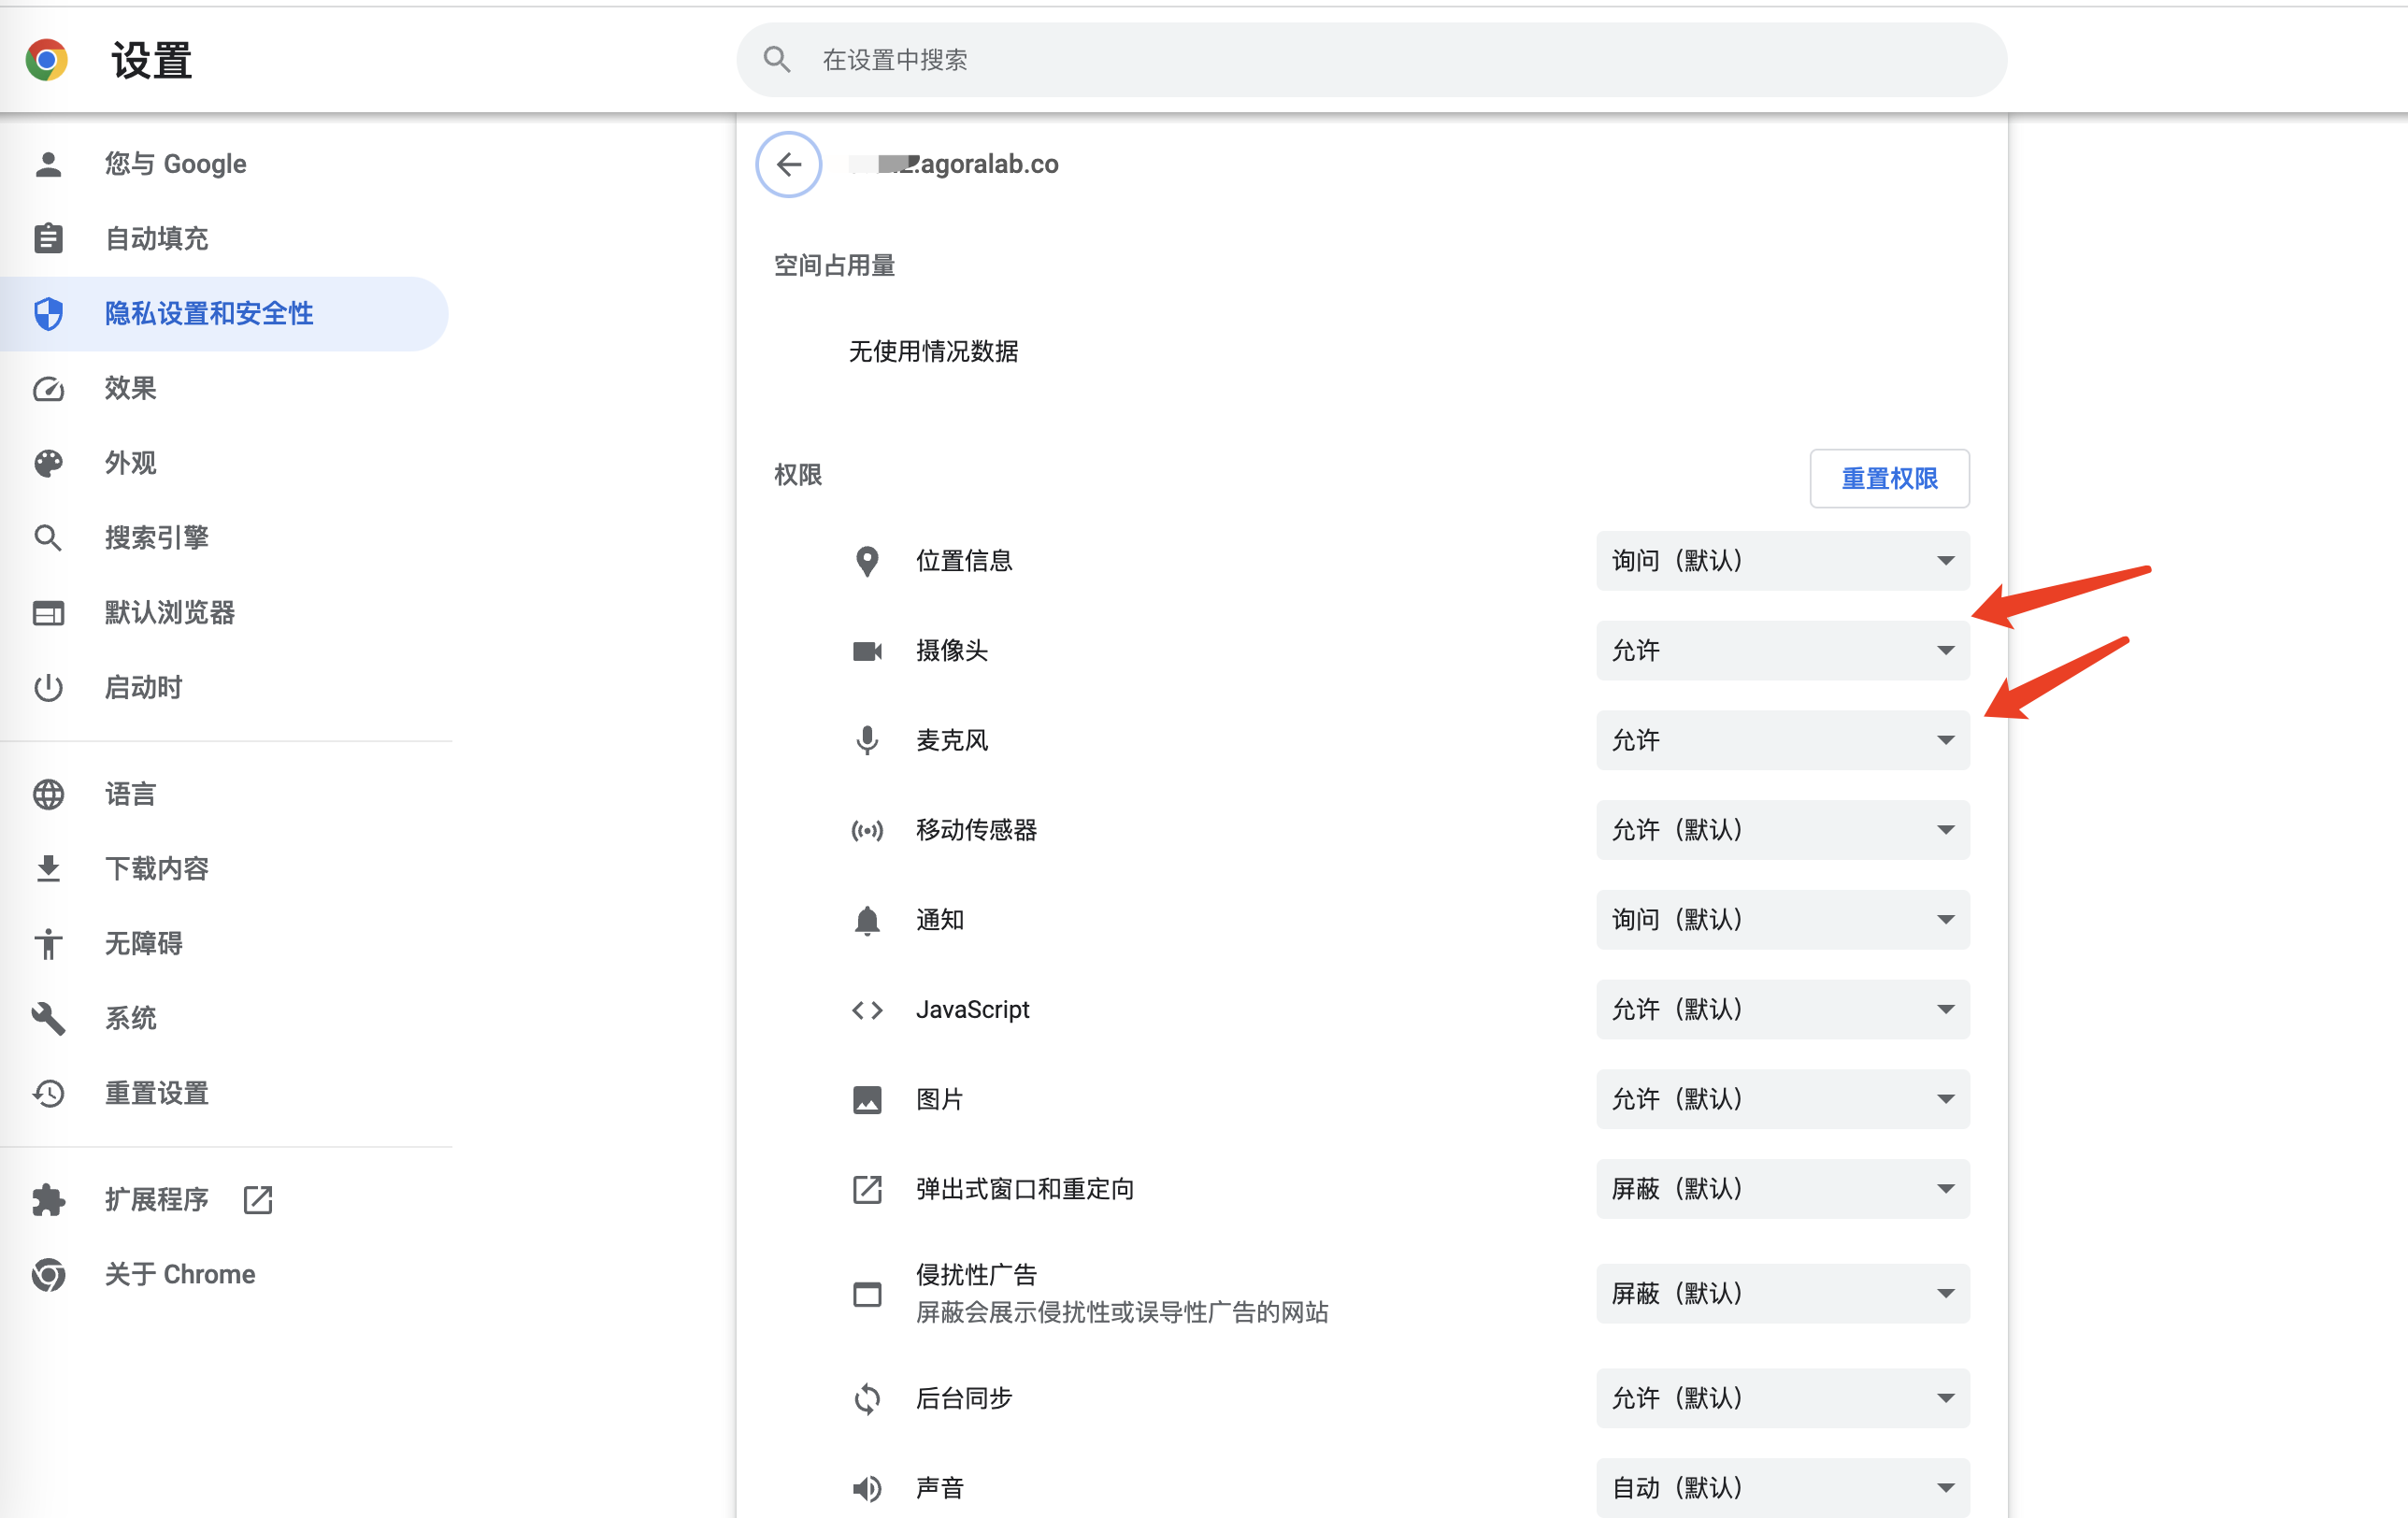 设置
在设置中搜索
您与 Google
自动填充
隐私设置和安全性
效果
外观
搜索引擎
默认浏览器
启动时
语言
下载内容
无障碍
系统
重置设置
扩展程序
关于 Chrome
.agoralab.co
空间占用量
无使用情况数据
权限
重置权限
位置信息
询问（默认）
摄像头
允许
麦克风
允许
移动传感器
允许（默认）
通知
询问（默认）
JavaScript
允许（默认）
图片
允许（默认）
弹出式窗口和重定向
屏蔽（默认）
侵扰性广告
屏蔽会展示侵扰性或误导性广告的网站
屏蔽（默认）
后台同步
允许（默认）
声音
自动（默认）